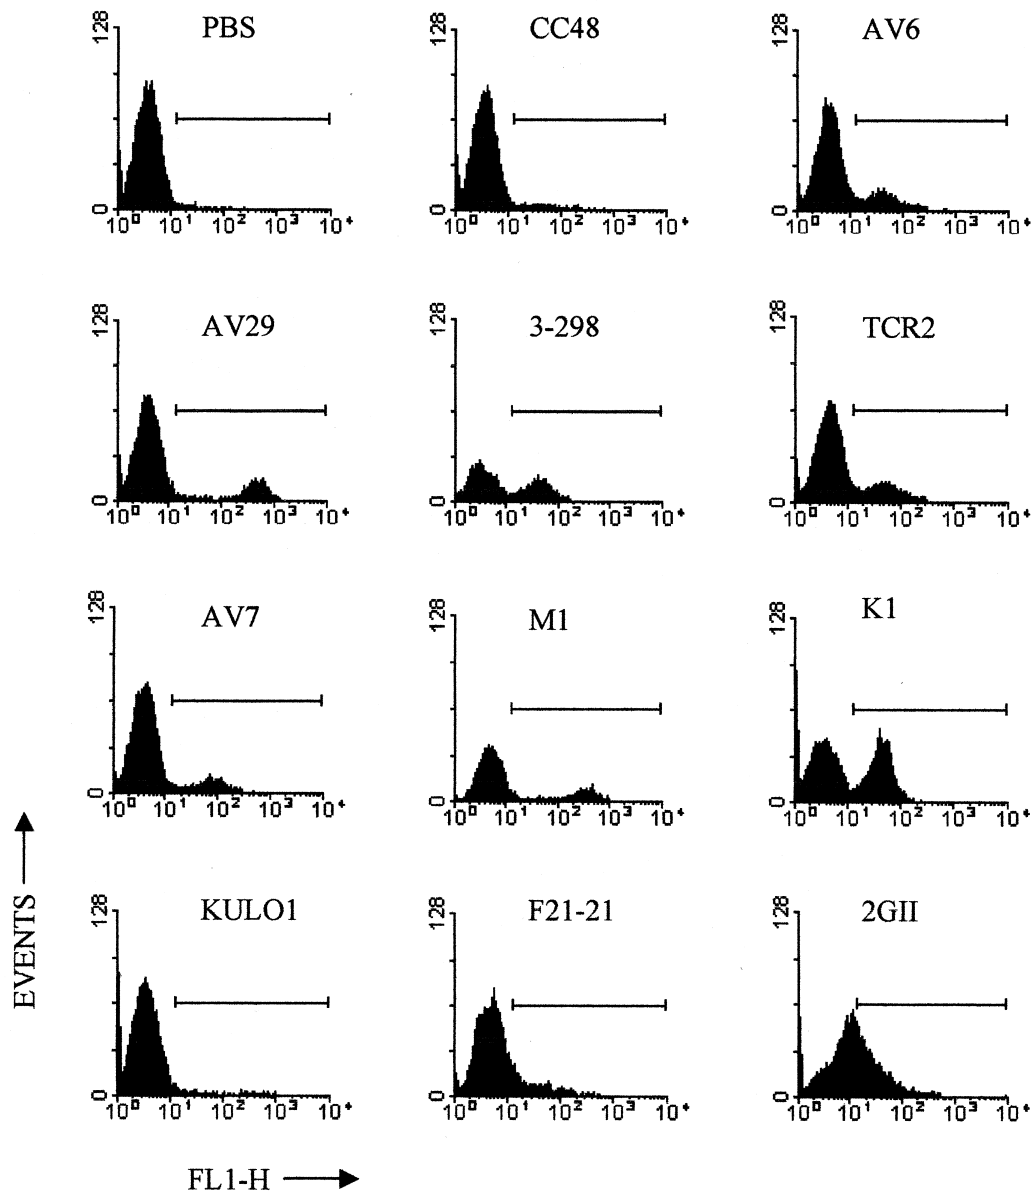 PBS CC48 AV6
128 128 128
0 0 0
10⁰ 10¹ 10² 10³ 10⁴ 10⁰ 10¹ 10² 10³ 10⁴ 10⁰ 10¹ 10² 10³ 10⁴
AV29 3-298 TCR2
128 128 128
0 0 0
10⁰ 10¹ 10² 10³ 10⁴ 10⁰ 10¹ 10² 10³ 10⁴ 10⁰ 10¹ 10² 10³ 10⁴
AV7 M1 K1
128 128 128
0 0 0
10⁰ 10¹ 10² 10³ 10⁴ 10⁰ 10¹ 10² 10³ 10⁴ 10⁰ 10¹ 10² 10³ 10⁴
KULO1 F21-21 2GII
128 128 128
0 0 0
10⁰ 10¹ 10² 10³ 10⁴ 10⁰ 10¹ 10² 10³ 10⁴ 10⁰ 10¹ 10² 10³ 10⁴
EVENTS
FL1-H